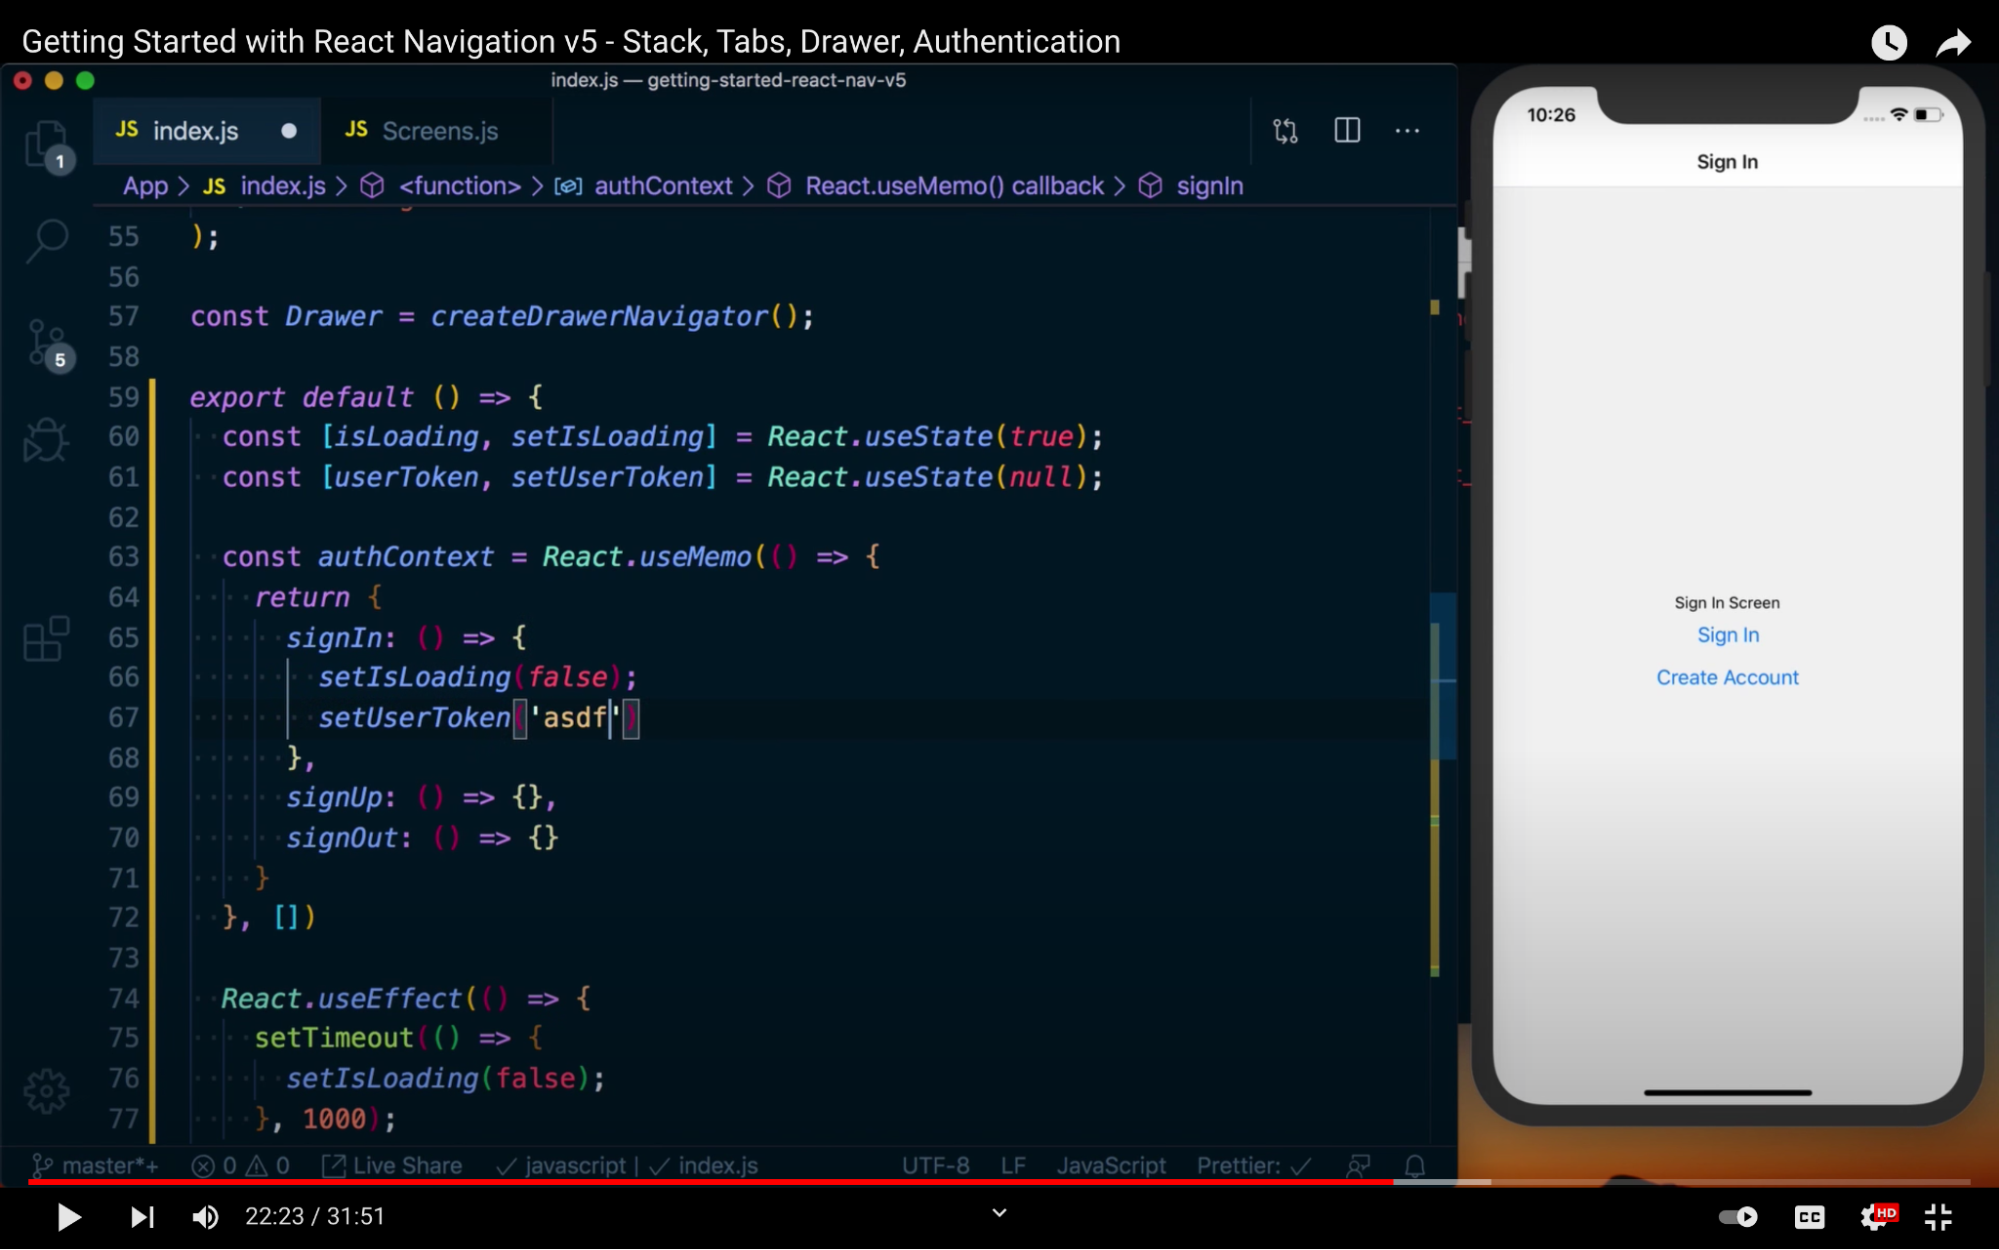 Getting Started with React Navigation v5 - Stack, Tabs, Drawer, Authentication
index.js — getting-started-react-nav-v5
JS index.js
JS Screens.js
App > JS index.js > <function> > authContext > React.useMemo() callback > signIn
1
5
55 );
56
57 const Drawer = createDrawerNavigator();
58
59 export default () => {
60 const [isLoading, setIsLoading] = React.useState(true);
61 const [userToken, setUserToken] = React.useState(null);
62
63 const authContext = React.useMemo(() => {
64 return {
65 signIn: () => {
66 setIsLoading(false);
67 setUserToken('asdf')
68 },
69 signUp: () => {},
70 signOut: () => {}
71 }
72 }, [])
73
74 React.useEffect(() => {
75 setTimeout(() => {
76 setIsLoading(false);
77 }, 1000);
master*+ 0 0 Live Share javascript | index.js UTF-8 LF JavaScript Prettier:
10:26
Sign In
Sign In Screen
Sign In
Create Account
22:23 / 31:51
CC
HD